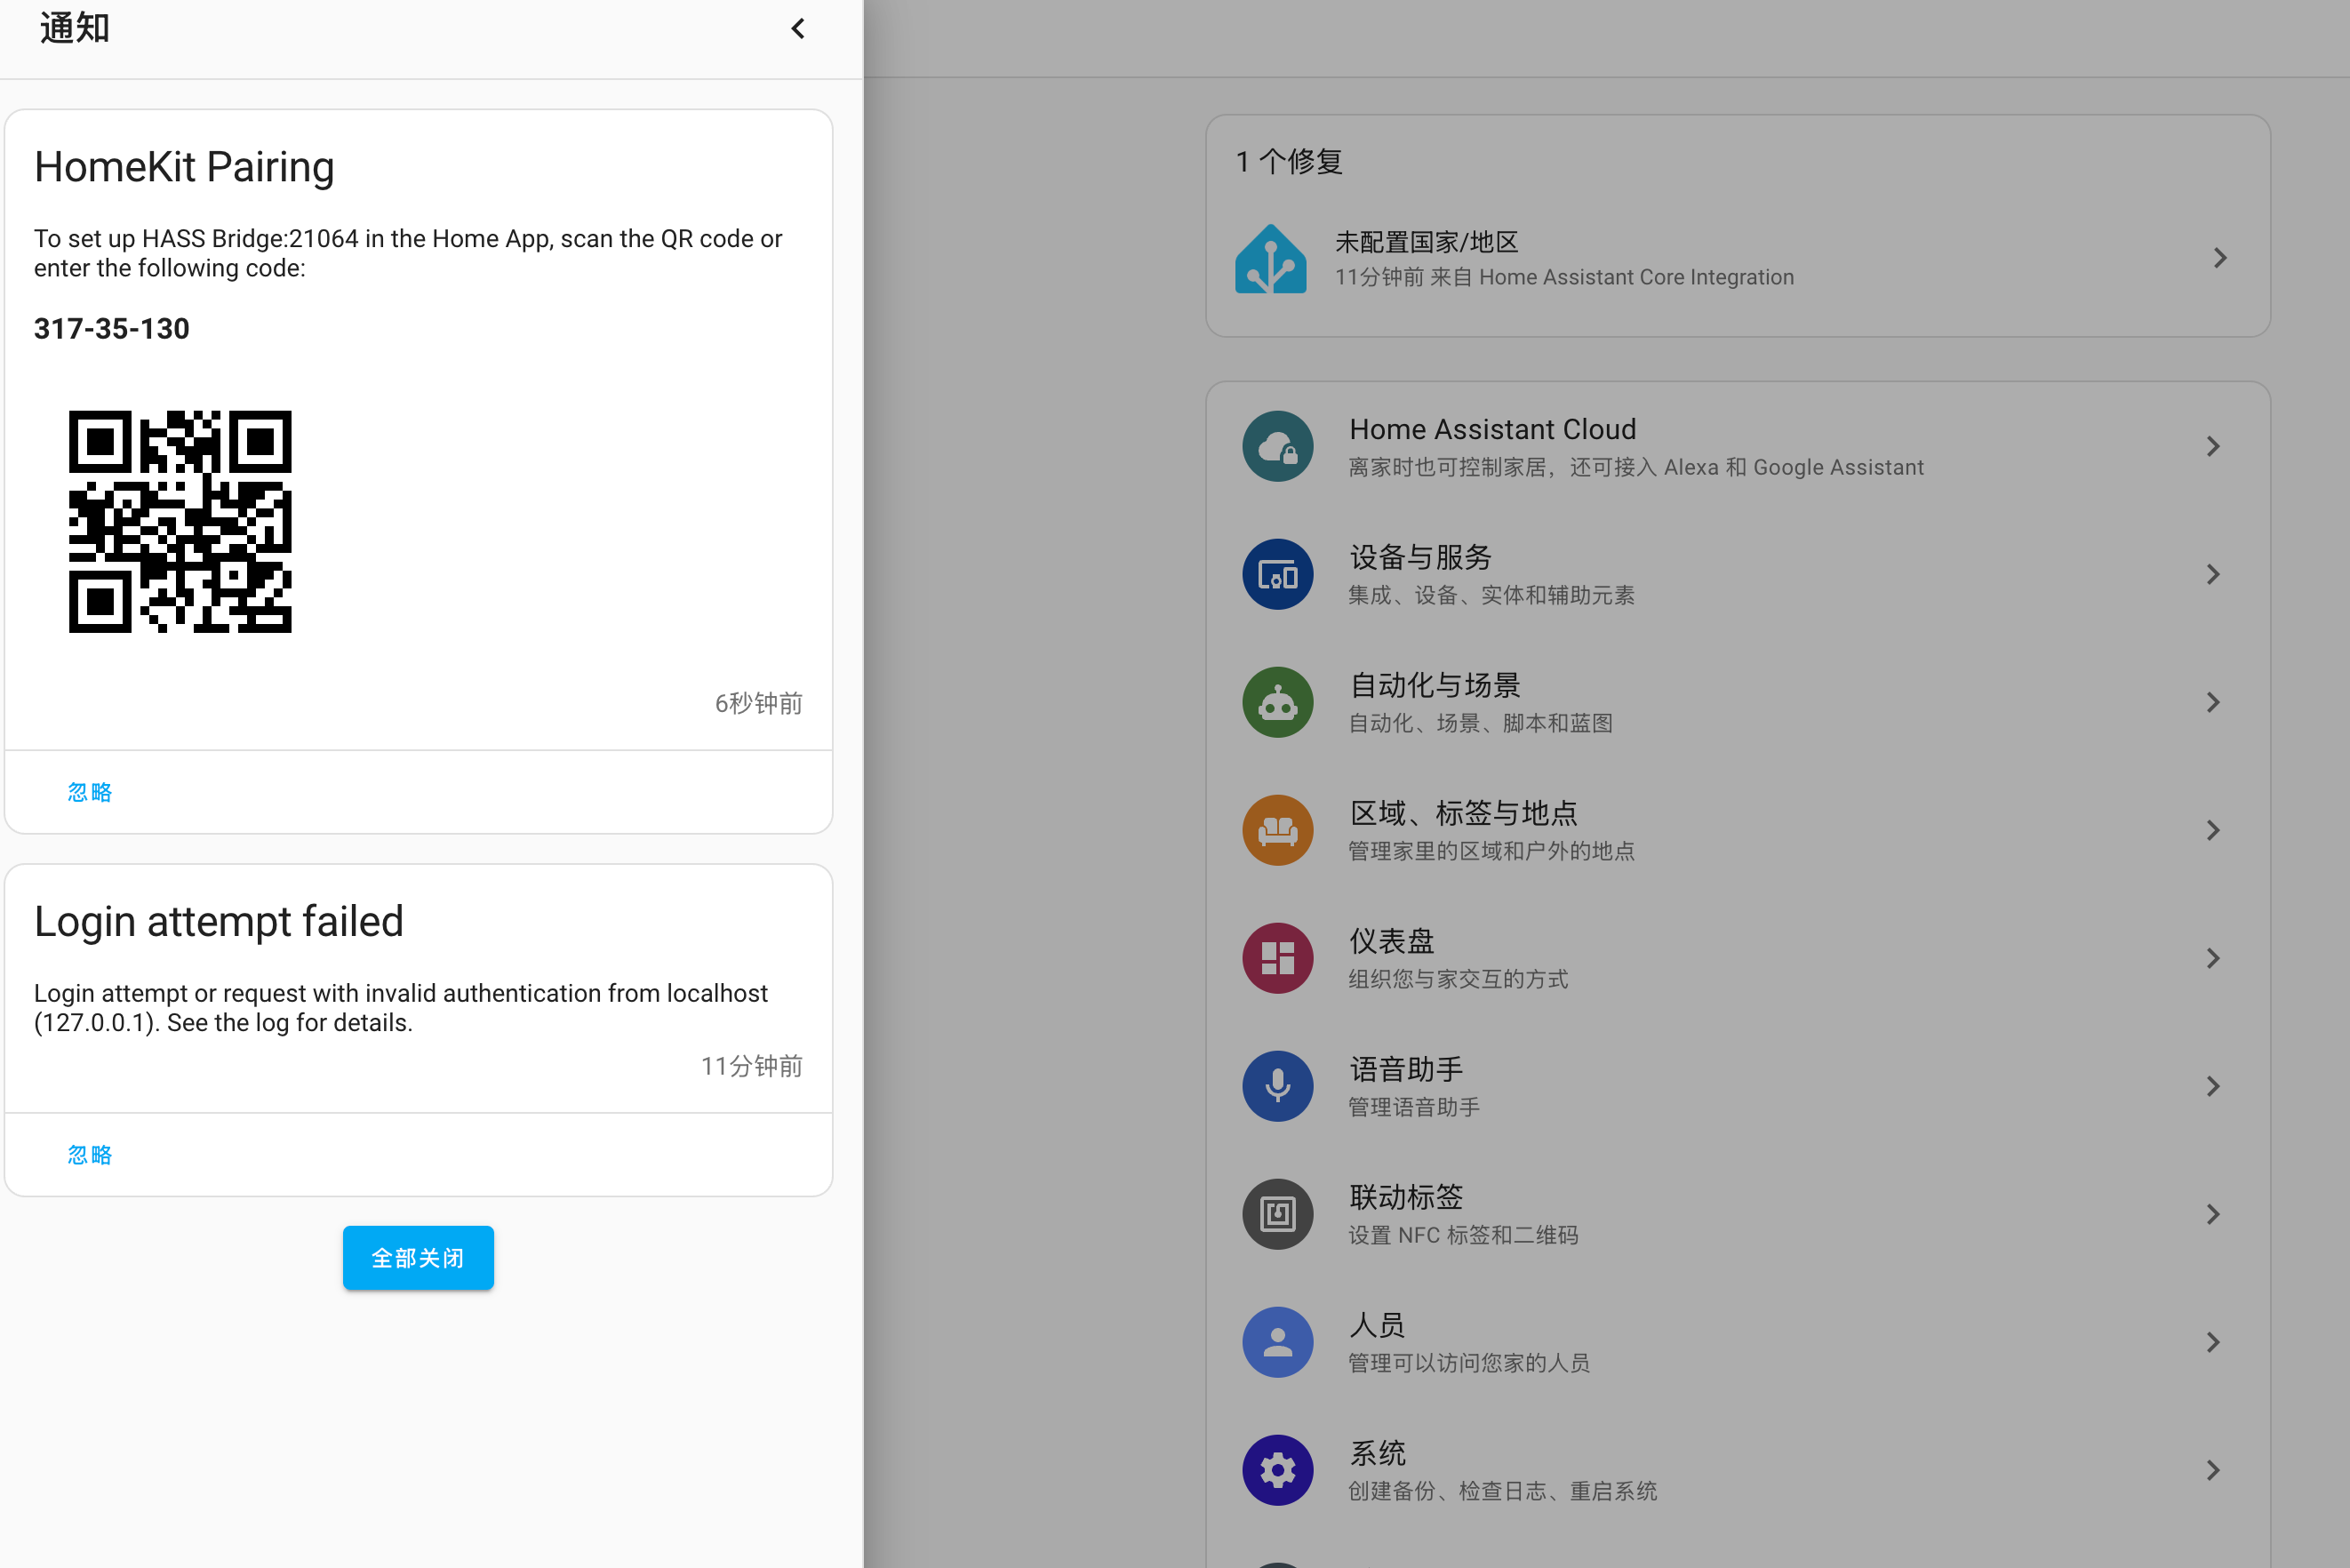 通知
HomeKit Pairing
To set up HASS Bridge:21064 in the Home App, scan the QR code or
enter the following code:
317-35-130
6秒钟前
忽略
Login attempt failed
Login attempt or request with invalid authentication from localhost
(127.0.0.1). See the log for details.
11分钟前
忽略
全部关闭
1 个修复
未配置国家/地区
11分钟前 来自 Home Assistant Core Integration
Home Assistant Cloud
离家时也可控制家居，还可接入 Alexa 和 Google Assistant
设备与服务
集成、设备、实体和辅助元素
自动化与场景
自动化、场景、脚本和蓝图
区域、标签与地点
管理家里的区域和户外的地点
仪表盘
组织您与家交互的方式
语音助手
管理语音助手
联动标签
设置 NFC 标签和二维码
人员
管理可以访问您家的人员
系统
创建备份、检查日志、重启系统